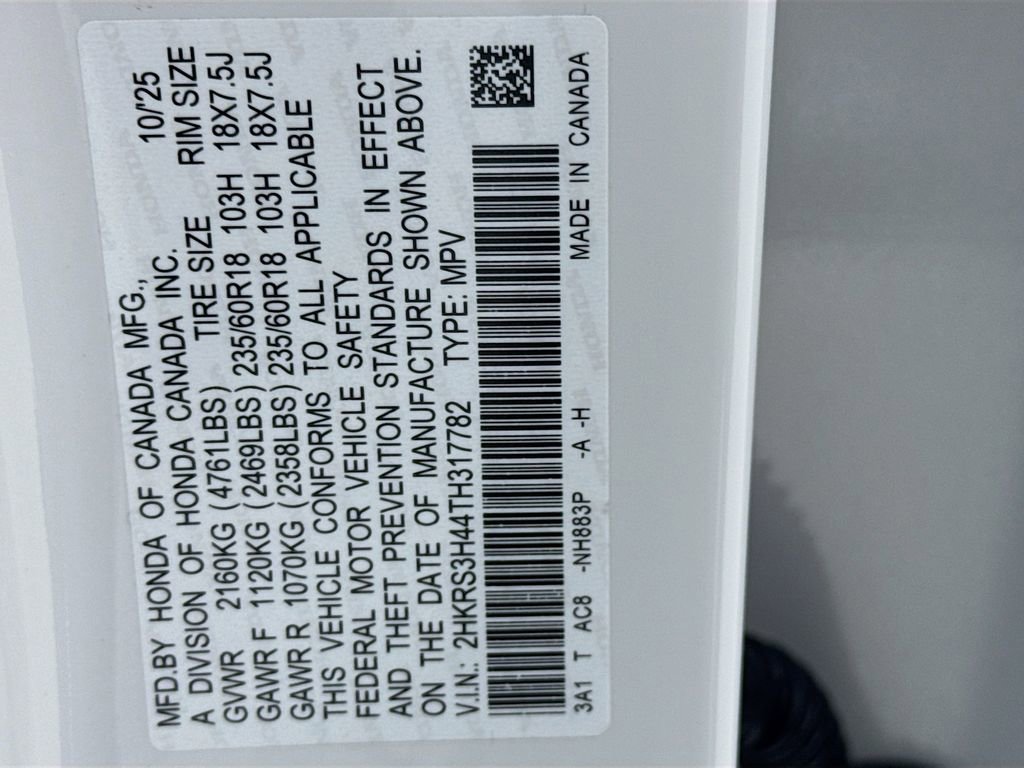 MFD.BY HONDA OF CANADA MFG., 10/'25
A DIVISION OF HONDA CANADA INC.
TIRE SIZE RIM SIZE
GVWR 2160KG (4761LBS)
GAWR F 1120KG (2469LBS) 235/60R18 103H 18X7.5J
GAWR R 1070KG (2358LBS) 235/60R18 103H 18X7.5J
THIS VEHICLE CONFORMS TO ALL APPLICABLE
FEDERAL MOTOR VEHICLE SAFETY
AND THEFT PREVENTION STANDARDS IN EFFECT
ON THE DATE OF MANUFACTURE SHOWN ABOVE.
V.I.N.: 2HKRS3H44TH317782 TYPE: MPV
3A1 T AC8 -NH883P -A -H MADE IN CANADA